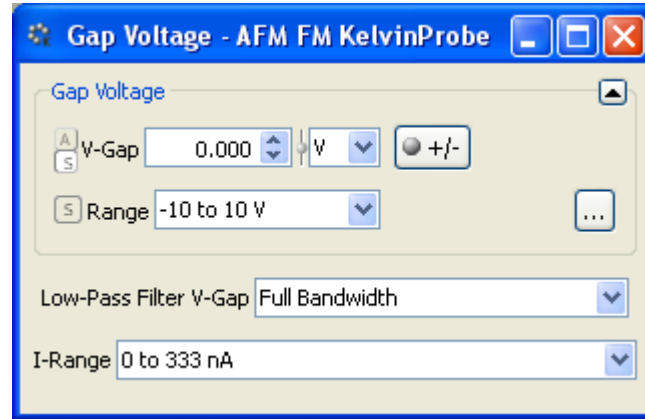 Gap Voltage - AFM FM KelvinProbe
Gap Voltage
A S V-Gap 0.000 V +/-
S Range -10 to 10 V ...
Low-Pass Filter V-Gap Full Bandwidth
I-Range 0 to 333 nA